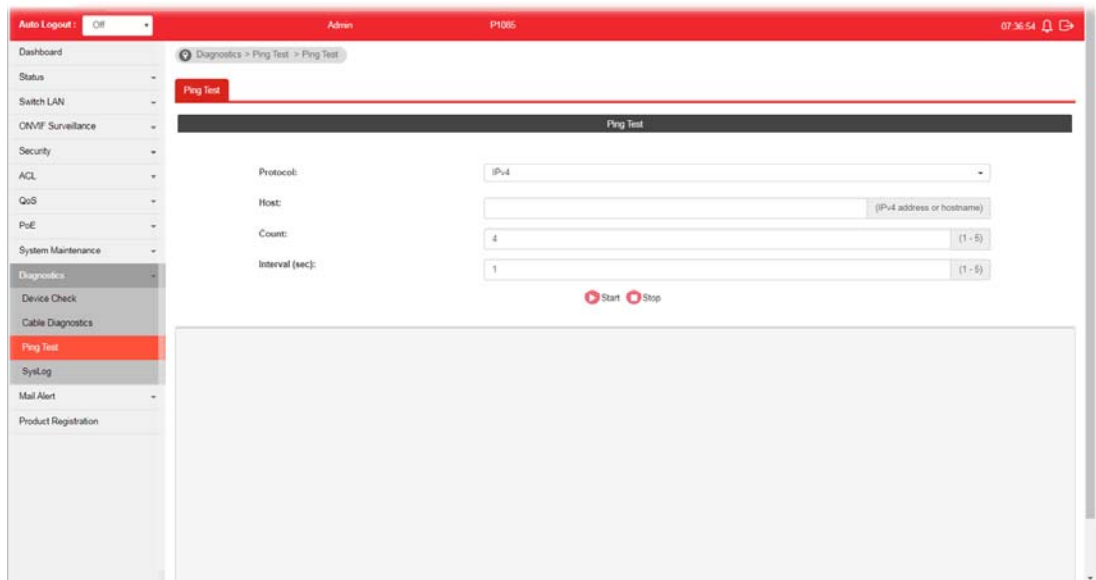 Auto Logout : Off Admin P1085 07:36:54
Dashboard
Diagnostics > Ping Test > Ping Test
Status
Switch LAN
ONVIF Surveillance
Security
ACL
QoS
PoE
System Maintenance
Diagnostics
Device Check
Cable Diagnostics
Ping Test
SysLog
Mail Alert
Product Registration
Ping Test
Ping Test
Protocol: IPv4
Host: (IPv4 address or hostname)
Count: 4 (1 - 5)
Interval (sec): 1 (1 - 5)
Start Stop